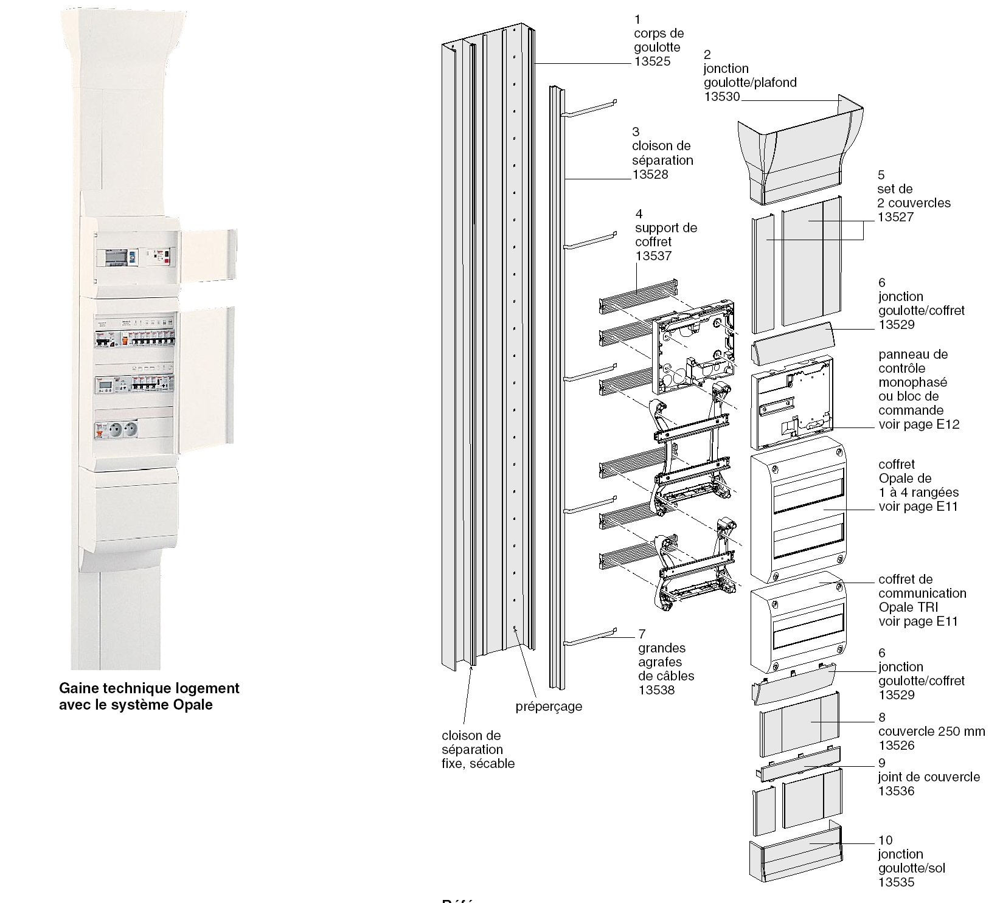 1
corps de
goulotte
13525
2
jonction
goulotte/plafond
13530
3
cloison de
séparation
13528
4
support de
coffret
13537
5
set de
2 couvercles
13527
6
jonction
goulotte/coffret
13529
panneau de
contrôle
monophasé
ou bloc de
commande
voir page E12
coffret
Opale de
1 à 4 rangées
voir page E11
coffret de
communication
Opale TRI
voir page E11
6
jonction
goulotte/coffret
13529
7
grandes
agrafes
de câbles
13538
8
couvercle 250 mm
13526
9
joint de couvercle
13536
10
jonction
goulotte/sol
13535
préperçage
cloison de
séparation
fixe, sécable
Gaine technique logement
avec le système Opale